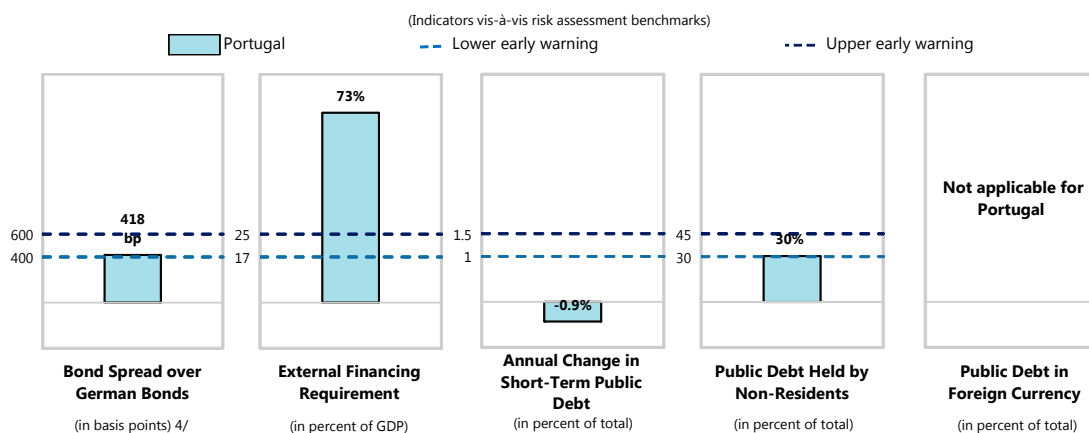 (Indicators vis-à-vis risk assessment benchmarks)
Portugal
Lower early warning
Upper early warning
418
bp
600
400
Bond Spread over
German Bonds
(in basis points) 4/
73%
25
17
External Financing
Requirement
(in percent of GDP)
1.5
1
-0.9%
Annual Change in
Short-Term Public
Debt
(in percent of total)
45
30
30%
Public Debt Held by
Non-Residents
(in percent of total)
Not applicable for
Portugal
Public Debt in
Foreign Currency
(in percent of total)